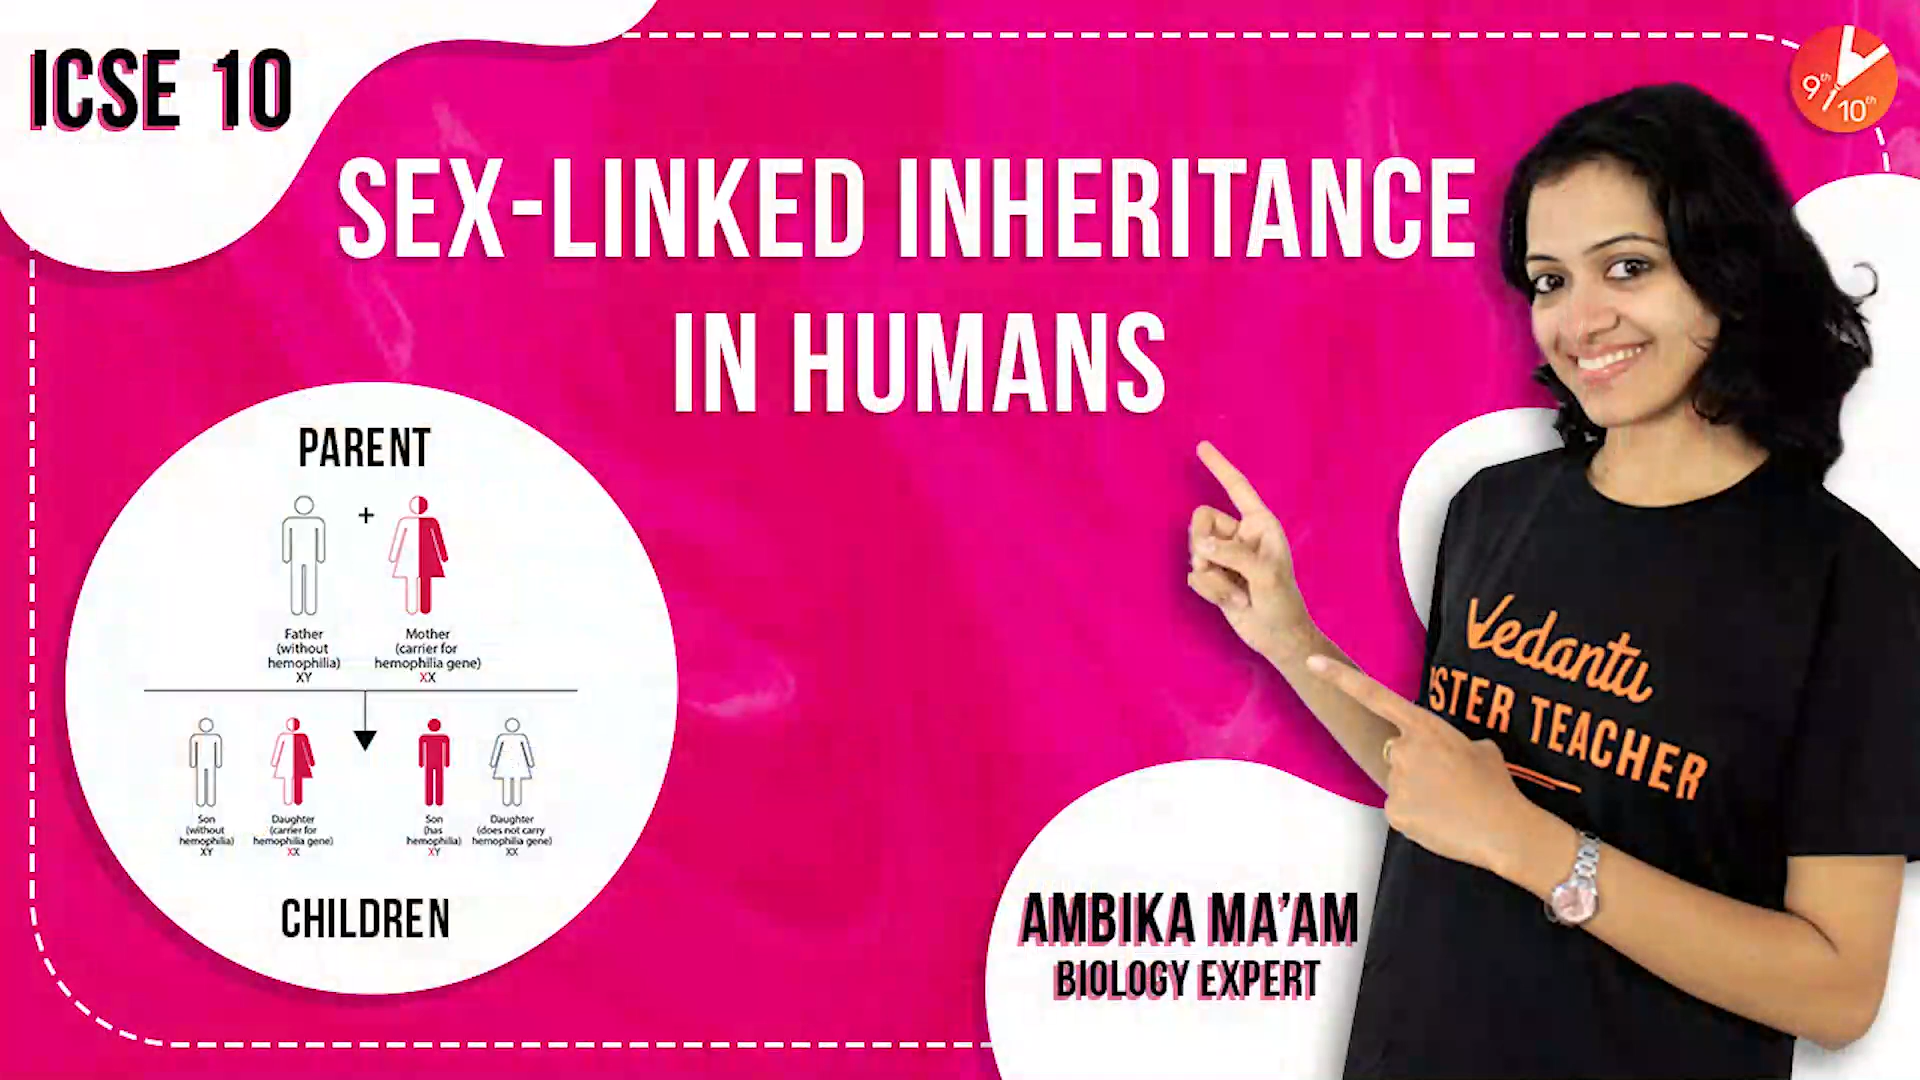 ICSE 10
9th
10th
SEX-LINKED INHERITANCE
IN HUMANS
PARENT
+
Father
(without
hemophilia)
XY
Mother
(carrier for
hemophilia gene)
XX
Son
(without
hemophilia)
XY
Daughter
(carrier for
hemophilia gene)
XX
Son
(has
hemophilia)
XY
Daughter
(does not carry
hemophilia gene)
XX
CHILDREN
Vedantu
STER TEACHER
AMBIKA MA'AM
BIOLOGY EXPERT